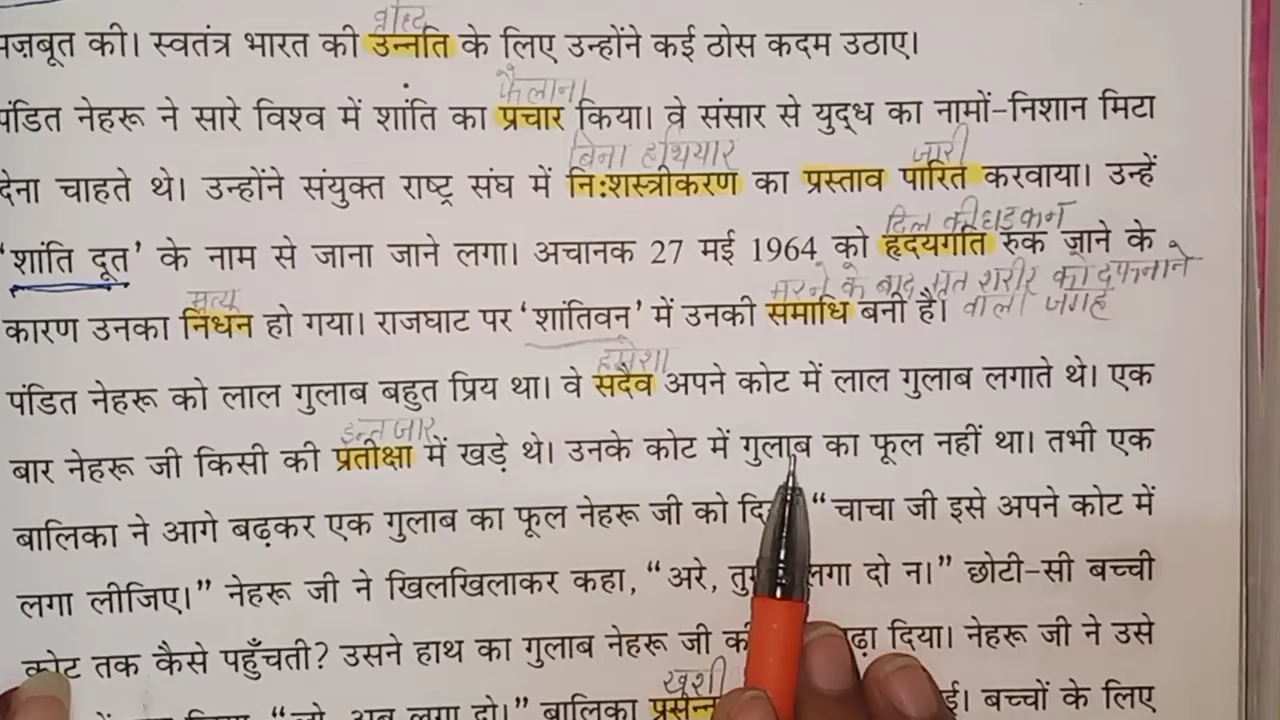 वृद्धि
मज़बूत की। स्वतंत्र भारत की उन्नति के लिए उन्होंने कई ठोस कदम उठाए।
फैलाना
पंडित नेहरू ने सारे विश्व में शांति का प्रचार किया। वे संसार से युद्ध का नामों-निशान मिटा
बिना हथियार जारी
देना चाहते थे। उन्होंने संयुक्त राष्ट्र संघ में नि:शस्त्रीकरण का प्रस्ताव पारित करवाया। उन्हें
दिल की धड़कन
'शांति दूत' के नाम से जाना जाने लगा। अचानक 27 मई 1964 को हृदयगति रुक जाने के
मृत्यू मरने के बाद मृत शरीर को दफनाने
कारण उनका निधन हो गया। राजघाट पर 'शांतिवन' में उनकी समाधि बनी है। वाली जगह
हमेशा
पंडित नेहरू को लाल गुलाब बहुत प्रिय था। वे सदैव अपने कोट में लाल गुलाब लगाते थे। एक
इन्तजार
बार नेहरू जी किसी की प्रतीक्षा में खड़े थे। उनके कोट में गुलाब का फूल नहीं था। तभी एक
बालिका ने आगे बढ़कर एक गुलाब का फूल नेहरू जी को “चाचा जी इसे अपने कोट में
लगा लीजिए।” नेहरू जी ने खिलखिलाकर कहा, “अरे, लगा दो न।” छोटी-सी बच्ची
कोट तक कैसे पहुँचती? उसने हाथ का गुलाब नेहरू जी की दिया। नेहरू जी ने उसे
खुशी
लगा दो।” बालिका प्रसन्न बच्चों के लिए